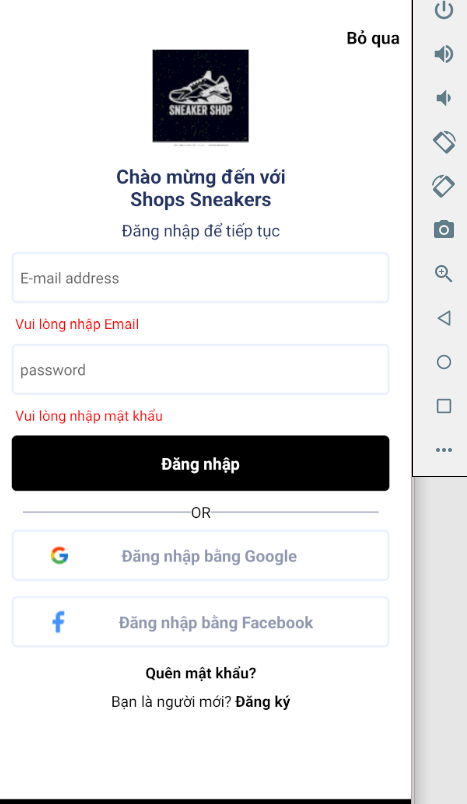 Bỏ qua
SNEAKER SHOP
Chào mừng đến với
Shops Sneakers
Đăng nhập để tiếp tục
E-mail address
Vui lòng nhập Email
password
Vui lòng nhập mật khẩu
Đăng nhập
OR
Đăng nhập bằng Google
Đăng nhập bằng Facebook
Quên mật khẩu?
Bạn là người mới? Đăng ký